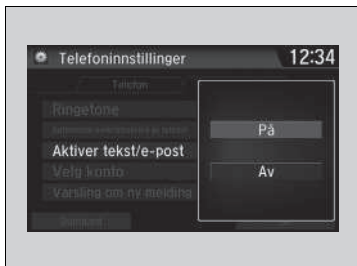 Telefoninnstillinger
12:34
Telefon
Ringetone
Aktiver tekst/e-post
Velg konto
Varsling om ny melding
På
Av